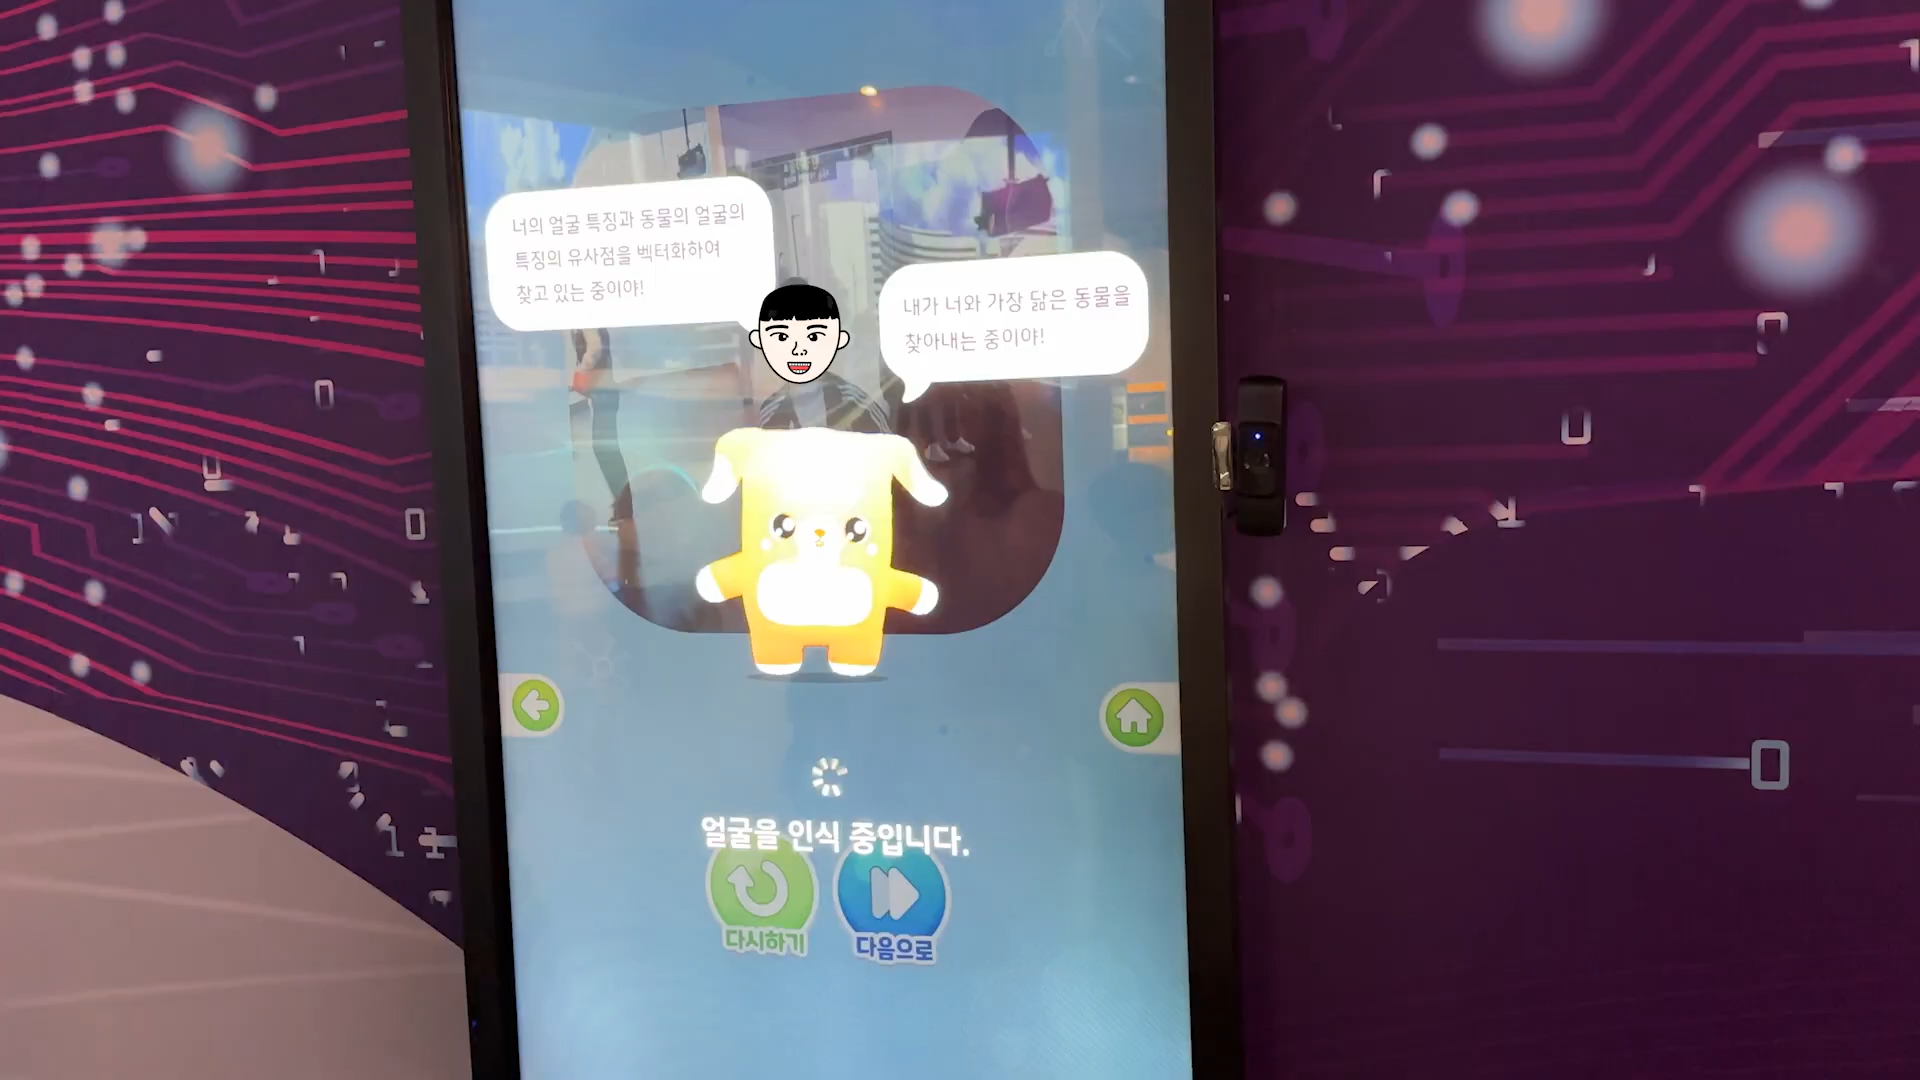 너의 얼굴 특징과 동물의 얼굴의
특징의 유사점을 벡터화하여
찾고 있는 중이야!
내가 너와 가장 닮은 동물을
찾아내는 중이야!
얼굴을 인식 중입니다.
다시하기
다음으로